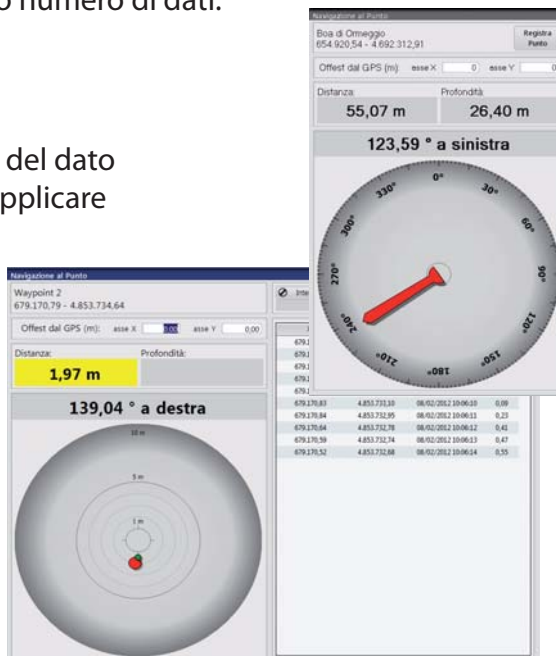 o numero di dati.
del dato
pplicare
Navigazione al Punto
Boa di Ormeggio
654.920,54 - 4.692.312,91
Registra
Punto
Offest dal GPS (m): asse X 0 asse Y 0
Distanza: Profondità:
55,07 m 26,40 m
123,59 ° a sinistra
0°
30°
60°
90°
120°
150°
180°
210°
240°
270°
300°
330°
Navigazione al Punto
Waypoint 2
679.170,79 - 4.853.734,64
Offest dal GPS (m): asse X 0,00 asse Y 0,00
Distanza: Profondità:
1,97 m
139,04 ° a destra
10 m
5 m
1 m
679.170,83 4.853.733,10 08/02/2012 10:06:10 0,09
679.170,84 4.853.732,95 08/02/2012 10:06:11 0,23
679.170,64 4.853.732,78 08/02/2012 10:06:12 0,41
679.170,59 4.853.732,74 08/02/2012 10:06:13 0,47
679.170,52 4.853.732,68 08/02/2012 10:06:14 0,55